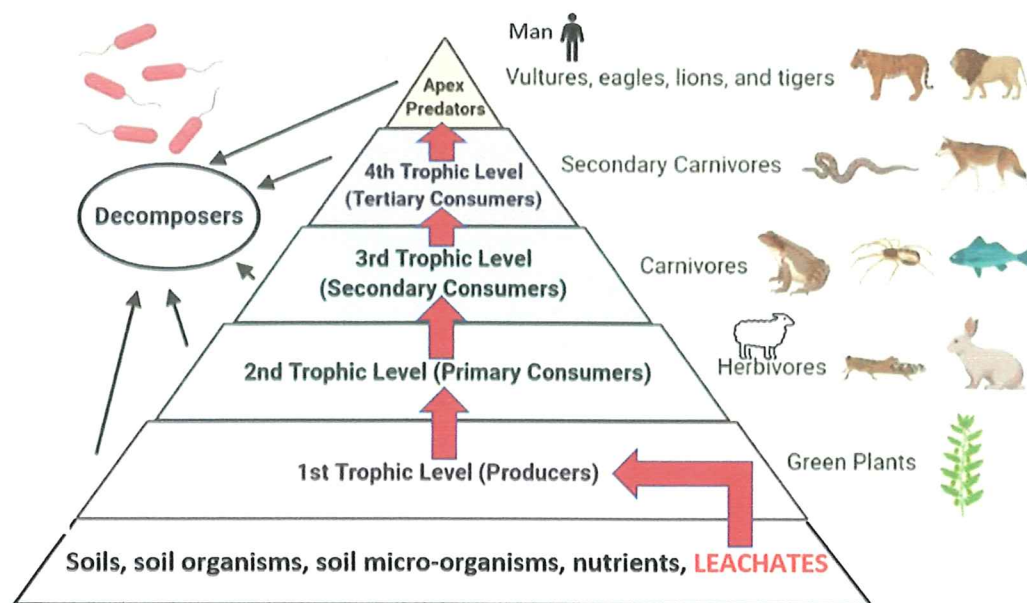 Man
Vultures, eagles, lions, and tigers
Apex
Predators
Secondary Carnivores
4th Trophic Level
(Tertiary Consumers)
Decomposers
3rd Trophic Level
(Secondary Consumers)
Carnivores
2nd Trophic Level (Primary Consumers)
Herbivores
1st Trophic Level (Producers)
Green Plants
Soils, soil organisms, soil micro-organisms, nutrients, LEACHATES